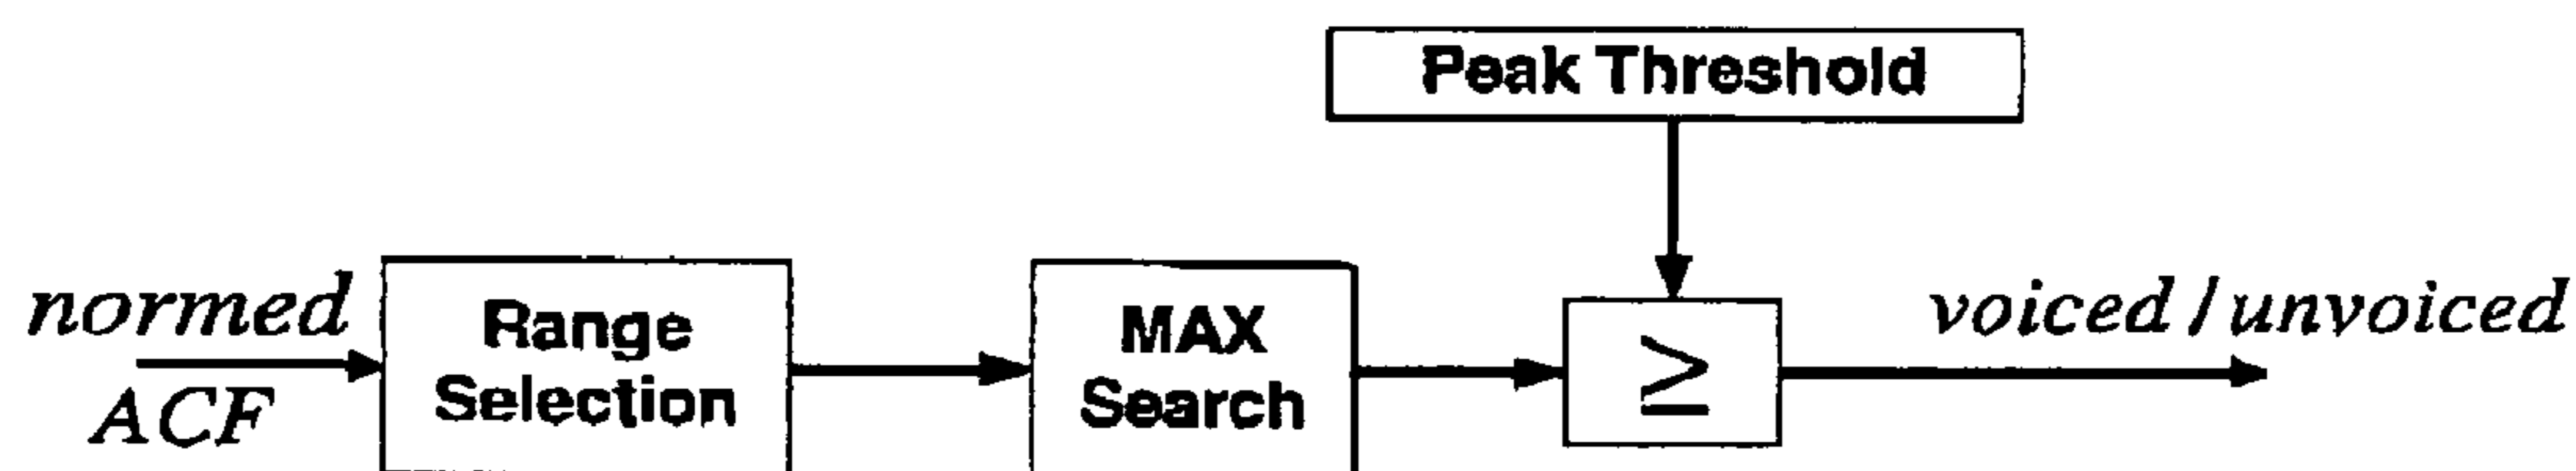 Peak Threshold
normed
ACF
Range
Selection
MAX
Search
≥
voiced / unvoiced